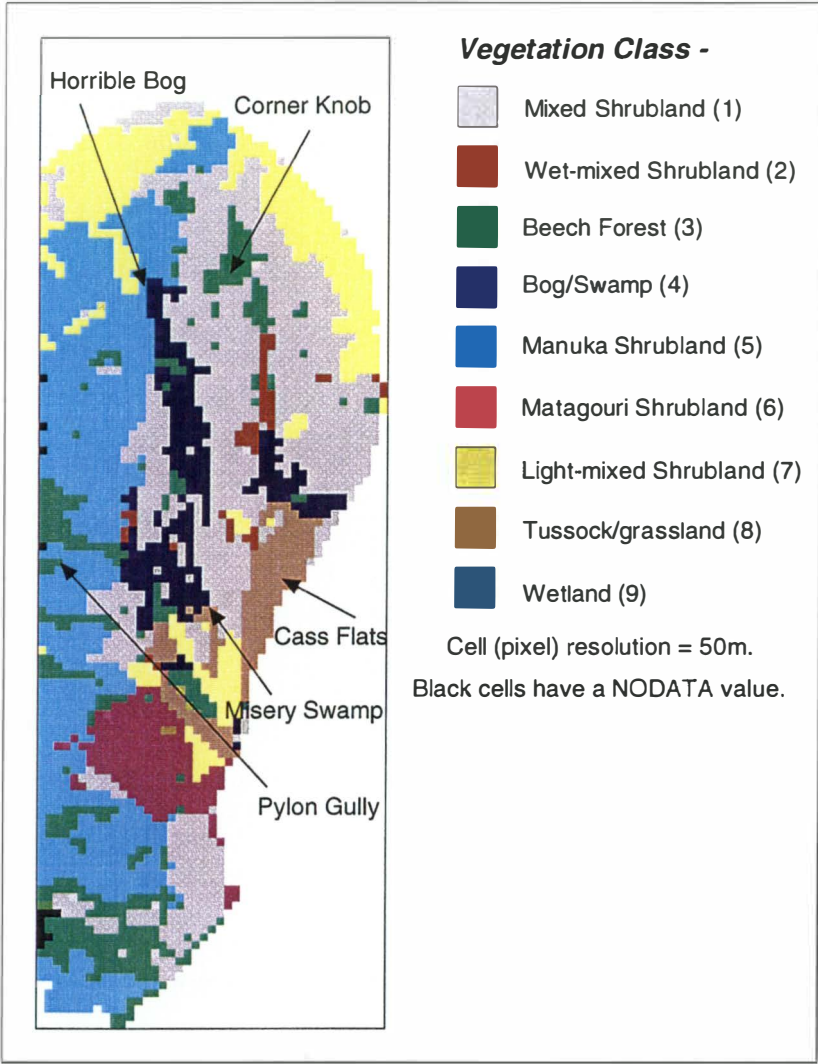 Horrible Bog
Corner Knob
Cass Flats
Misery Swamp
Pylon Gully
Vegetation Class -
Mixed Shrubland (1)
Wet-mixed Shrubland (2)
Beech Forest (3)
Bog/Swamp (4)
Manuka Shrubland (5)
Matagouri Shrubland (6)
Light-mixed Shrubland (7)
Tussock/grassland (8)
Wetland (9)
Cell (pixel) resolution = 50m.
Black cells have a NODATA value.